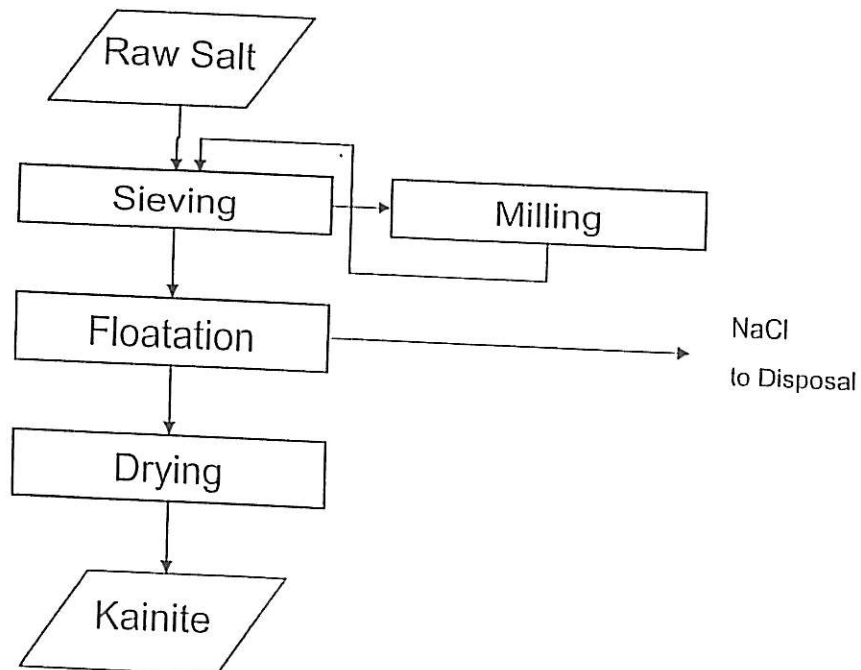 Raw Salt
Sieving
Milling
Floatation
NaCl
to Disposal
Drying
Kainite